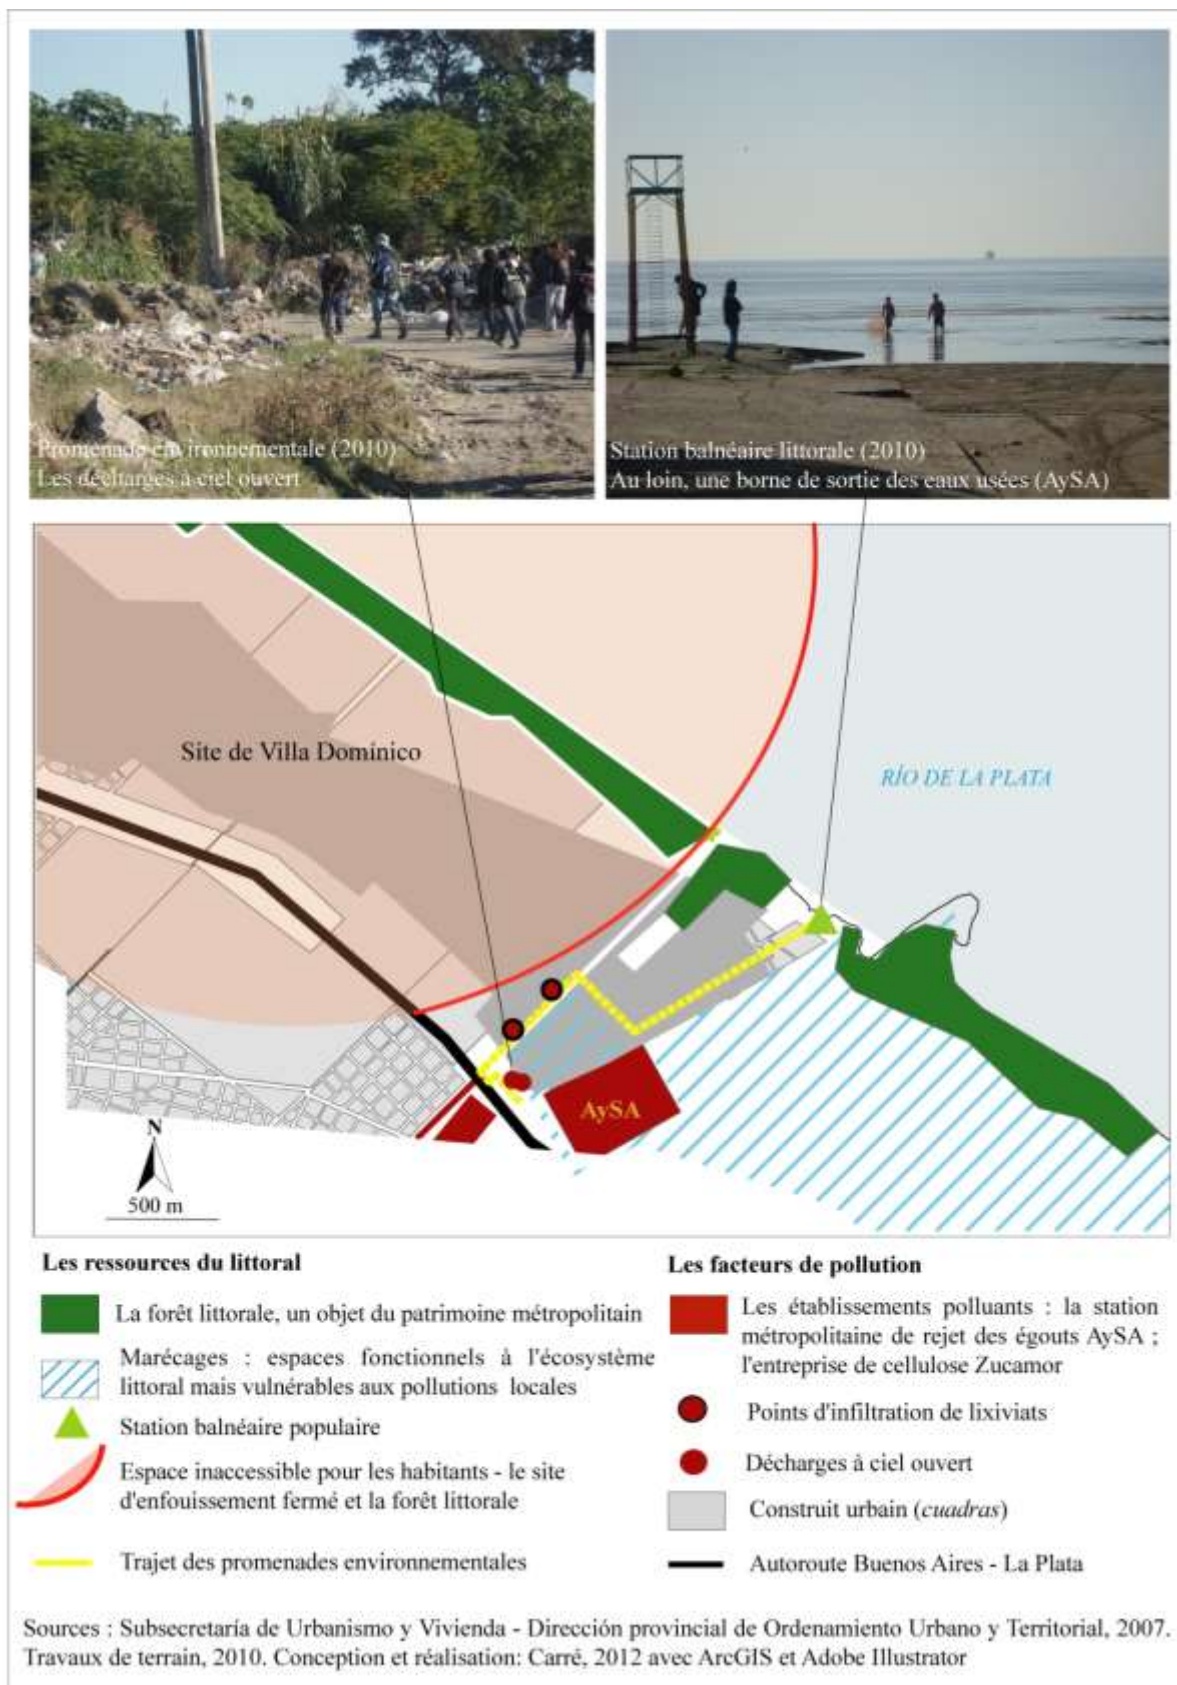 Promenade environnementale (2010)
Les décharges à ciel ouvert
Station balnéaire littorale (2010)
Au loin, une borne de sortie des eaux usées (AySA)
Site de Villa Domínico
RÍO DE LA PLATA
AySA
N
500 m
Les ressources du littoral
La forêt littorale, un objet du patrimoine métropolitain
Marécages : espaces fonctionnels à l'écosystème
littoral mais vulnérables aux pollutions locales
Station balnéaire populaire
Espace inaccessible pour les habitants - le site
d'enfouissement fermé et la forêt littorale
Trajet des promenades environnementales
Les facteurs de pollution
Les établissements polluants : la station
métropolitaine de rejet des égouts AySA ;
l'entreprise de cellulose Zucamor
Points d'infiltration de lixiviats
Décharges à ciel ouvert
Construit urbain (cuadras)
Autoroute Buenos Aires - La Plata
Sources : Subsecretaría de Urbanismo y Vivienda - Dirección provincial de Ordenamiento Urbano y Territorial, 2007.
Travaux de terrain, 2010. Conception et réalisation: Carré, 2012 avec ArcGIS et Adobe Illustrator